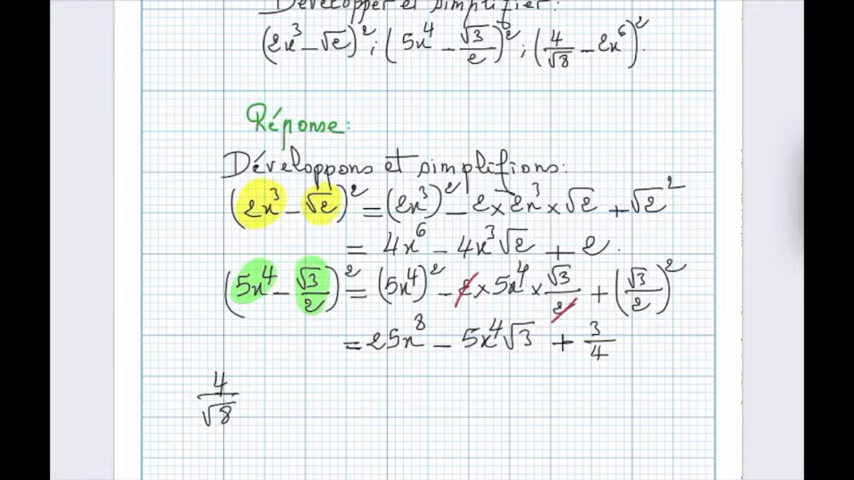 Développer et simplifier:
(2x³ − √2)² ; (5x⁴ − √3/2)² ; (4/√8 − 2x⁶)².
Réponse:
Développons et simplifions:
(2x³ − √2)² = (2x³)² − 2 × 2x³ × √2 + √2²
= 4x⁶ − 4x³√2 + 2.
(5x⁴ − √3/2)² = (5x⁴)² − 2 × 5x⁴ × √3/2 + (√3/2)²
= 25x⁸ − 5x⁴√3 + 3/4
4/√8